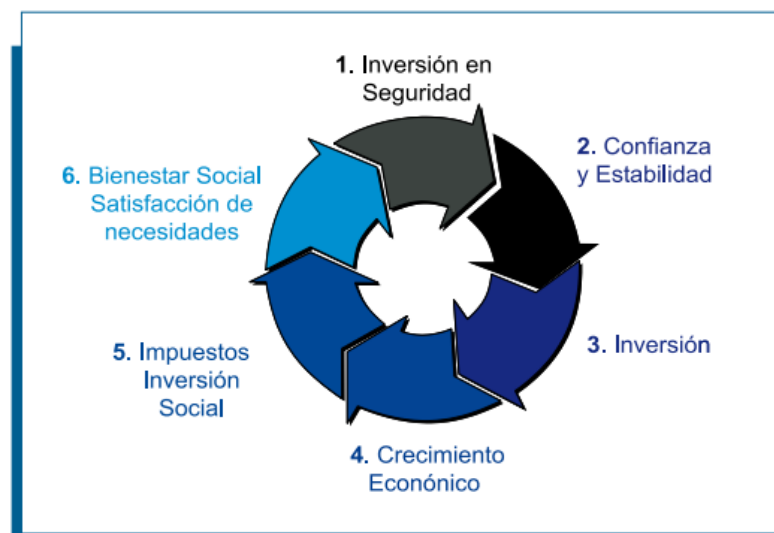 1. Inversión en
Seguridad
2. Confianza
y Estabilidad
3. Inversión
4. Crecimiento
Econónico
5. Impuestos
Inversión
Social
6. Bienestar Social
Satisfacción de
necesidades